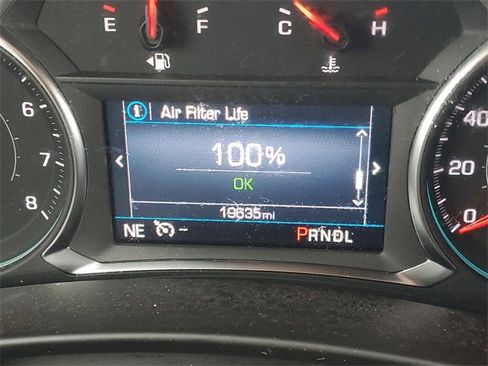 E F C H
Air Filter Life
100%
OK
19635mi
NE PRNDL
6
7
8
40
20
0